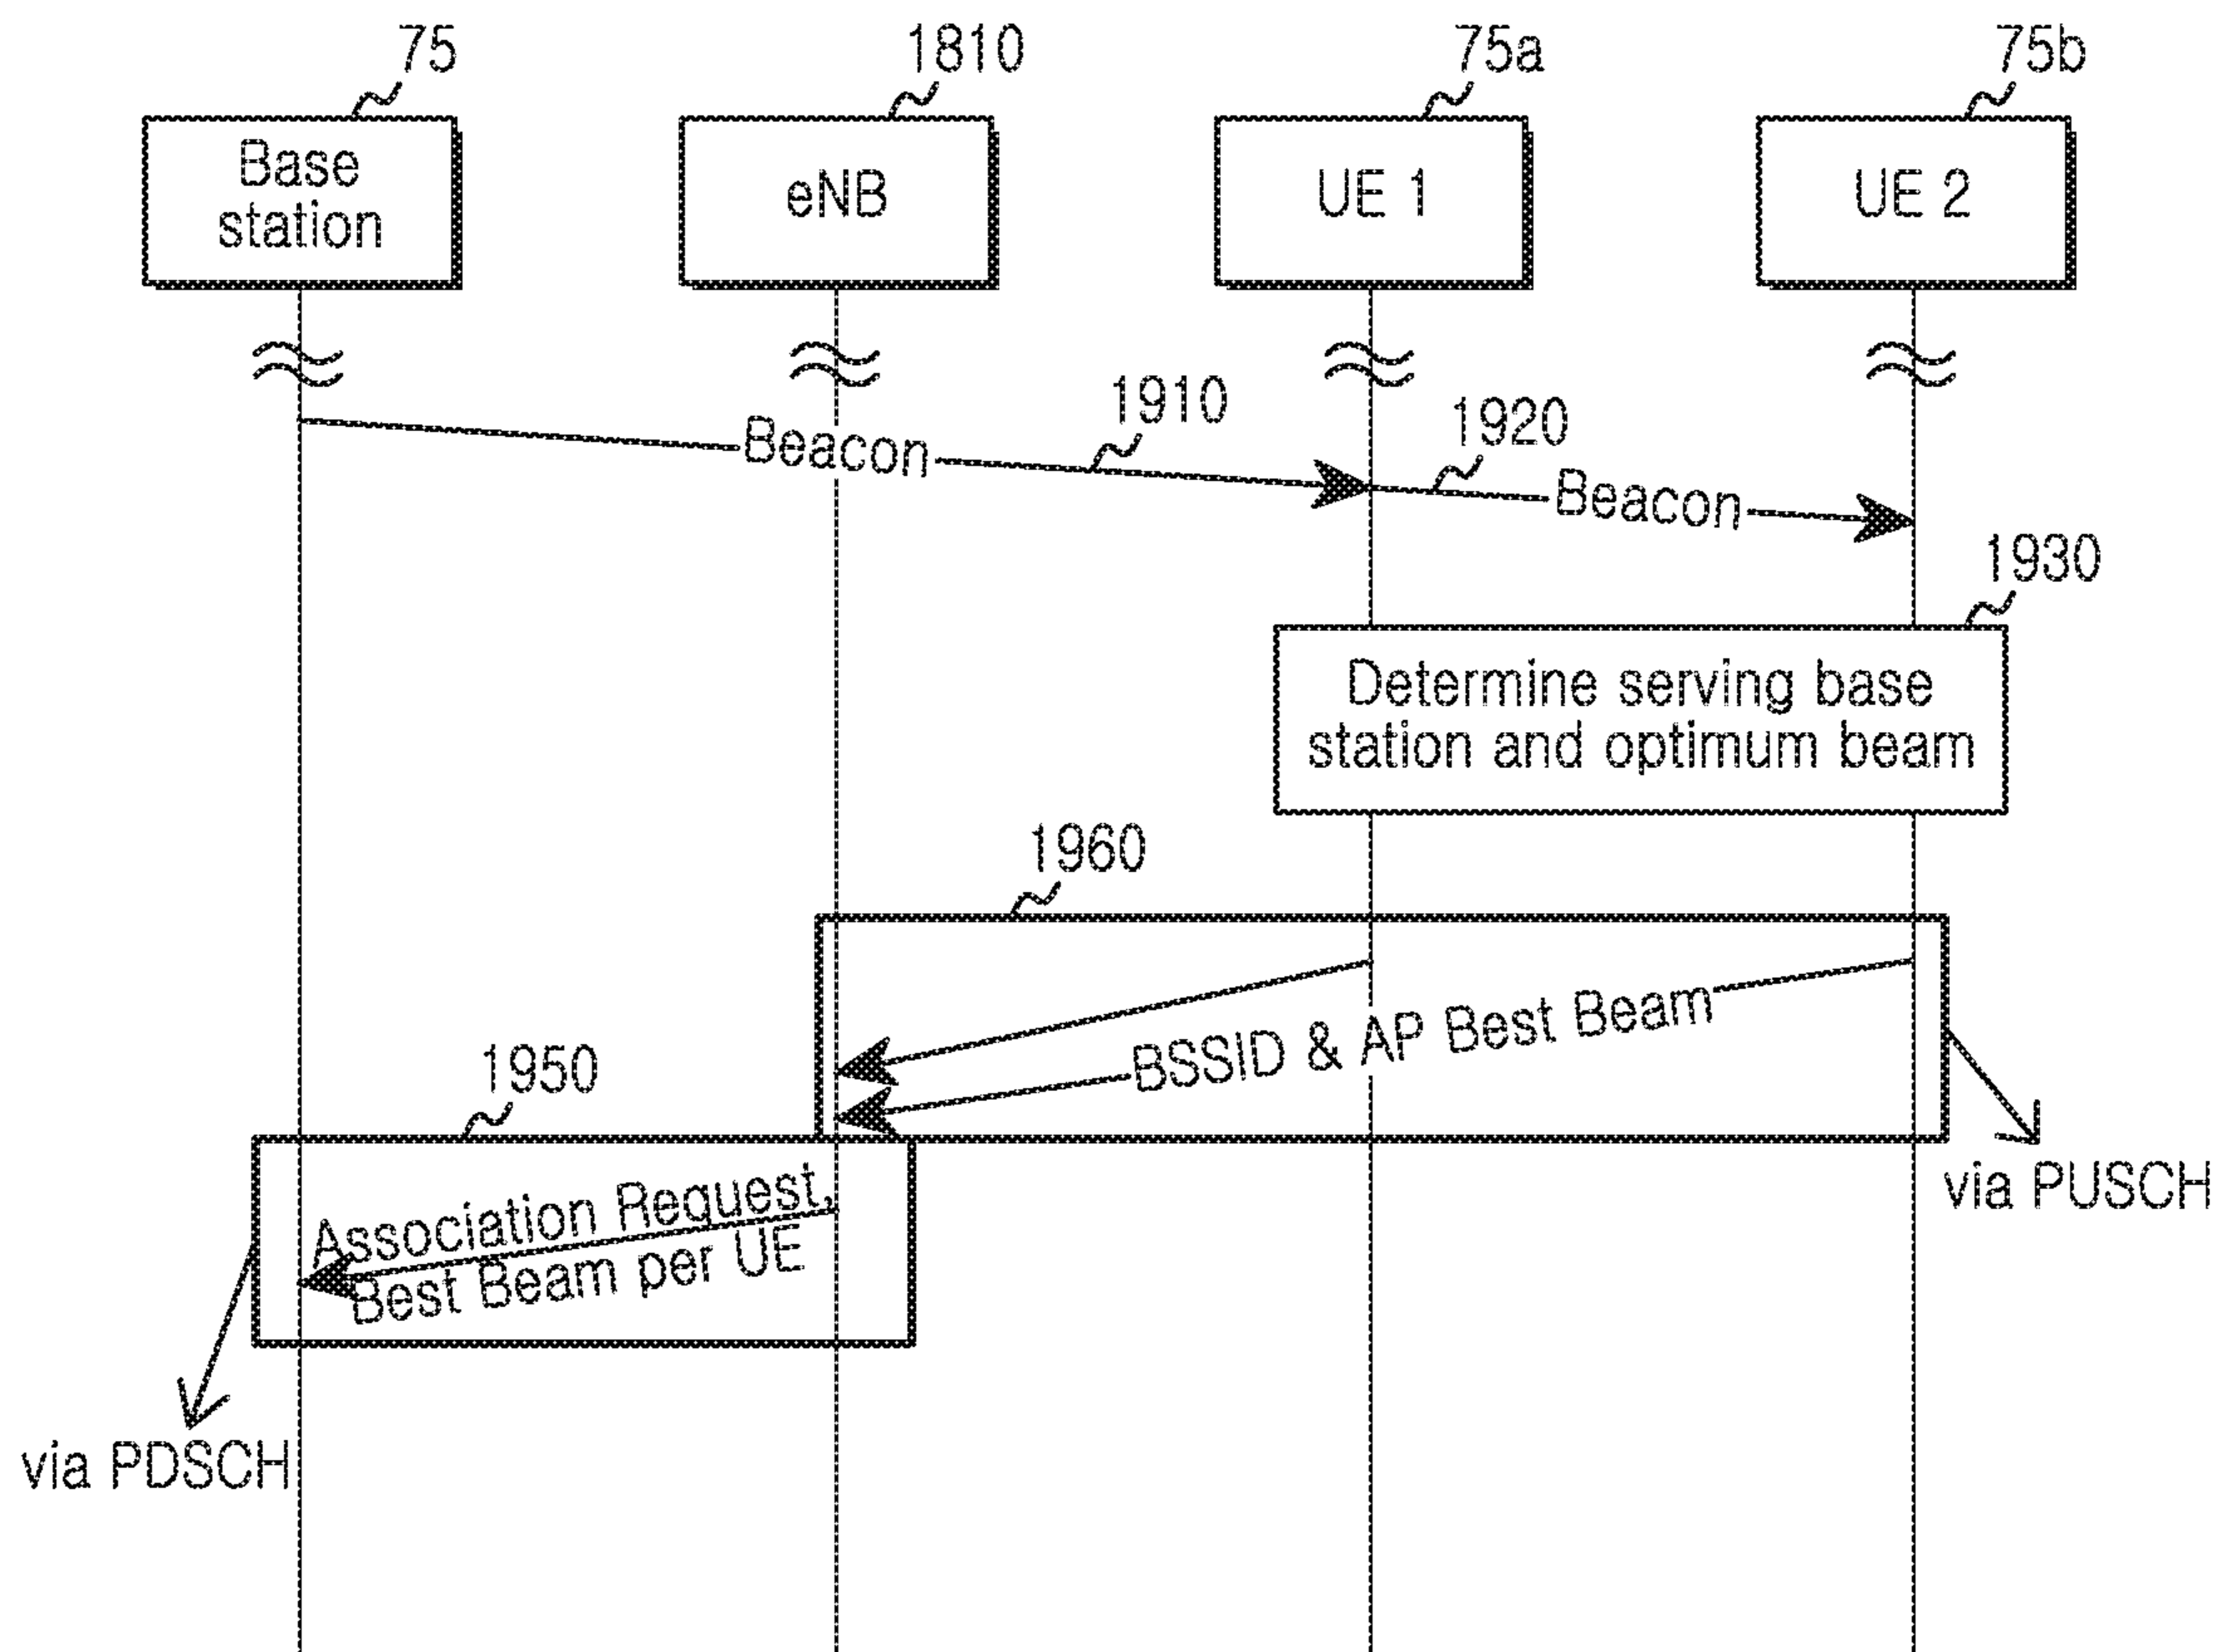 75
1810
75a
75b
Base
station
eNB
UE 1
UE 2
1910
1920
Beacon
Beacon
1930
Determine serving base
station and optimum beam
1960
BSSID & AP Best Beam
1950
via PUSCH
Association Request,
Best Beam per UE
via PDSCH